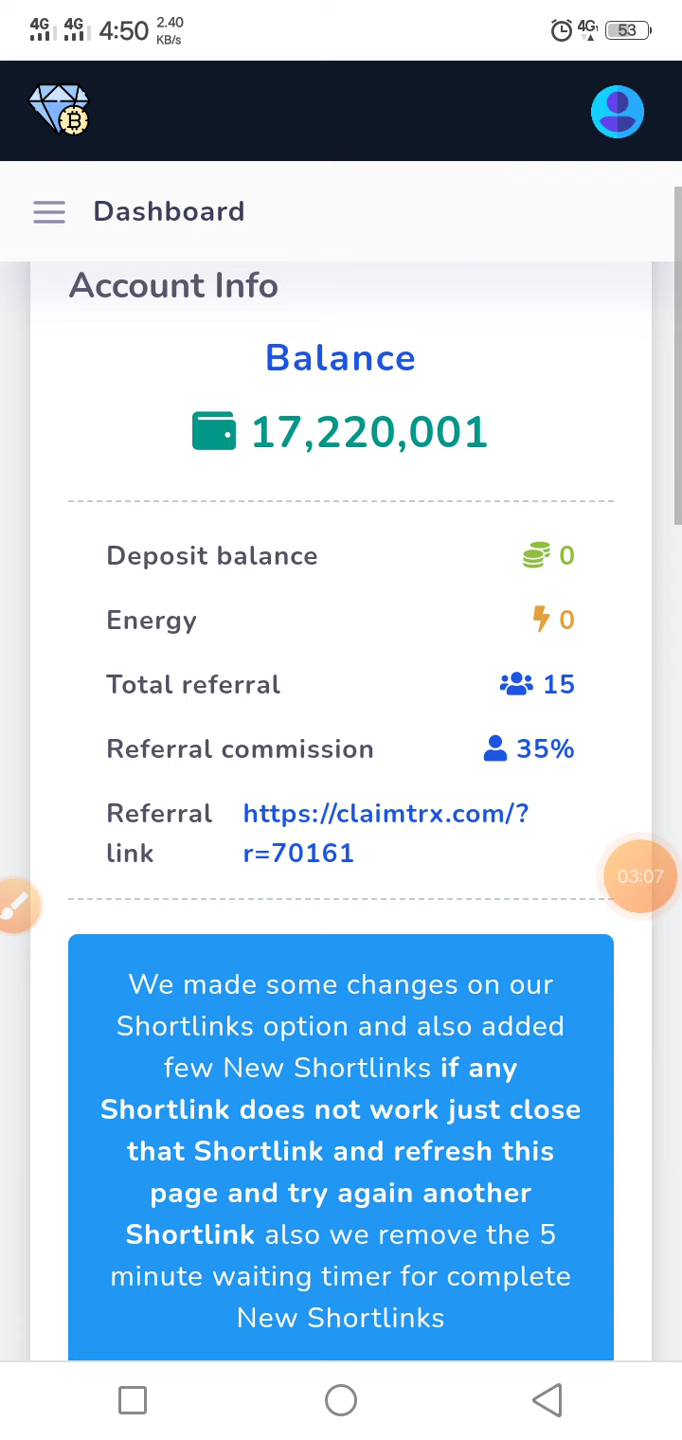 4G 4G 4:50 2.40
KB/s
4G 53
Dashboard
Account Info
Balance
17,220,001
Deposit balance 0
Energy 0
Total referral 15
Referral commission 35%
Referral https://claimtrx.com/?
link r=70161
03:07
We made some changes on our
Shortlinks option and also added
few New Shortlinks if any
Shortlink does not work just close
that Shortlink and refresh this
page and try again another
Shortlink also we remove the 5
minute waiting timer for complete
New Shortlinks